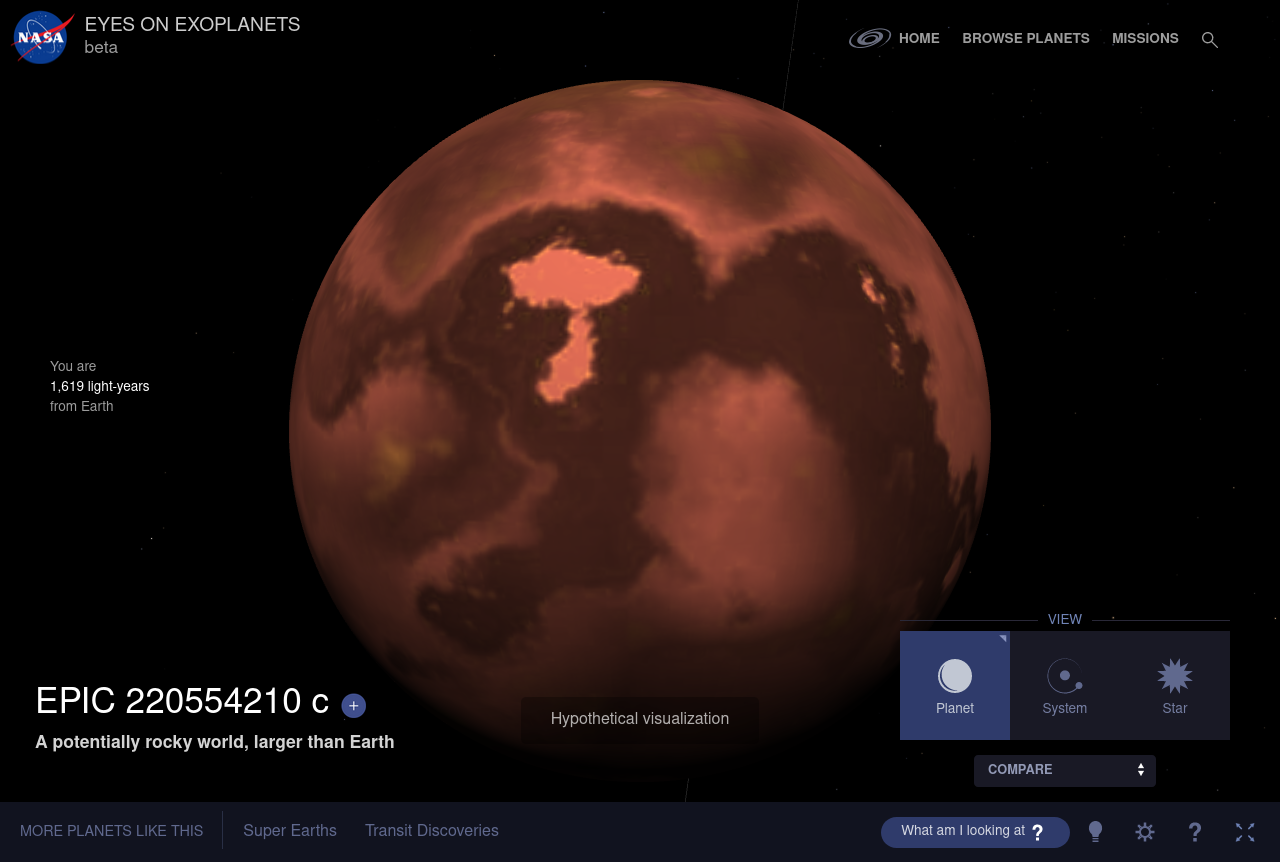 NASA
EYES ON EXOPLANETS
beta
HOME
BROWSE PLANETS
MISSIONS
You are
1,619 light-years
from Earth
VIEW
Planet
System
Star
EPIC 220554210 c +
A potentially rocky world, larger than Earth
Hypothetical visualization
COMPARE
MORE PLANETS LIKE THIS
Super Earths
Transit Discoveries
What am I looking at ?
?